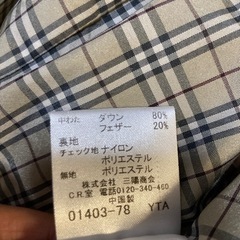 中わた ダウン 80%
フェザー 20%
裏地
チェック地 ナイロン
ポリエステル
無地 ポリエステル
株式会社 三陽商会
C.R室 電話0120-340-460
中国製
01403-78 YTA